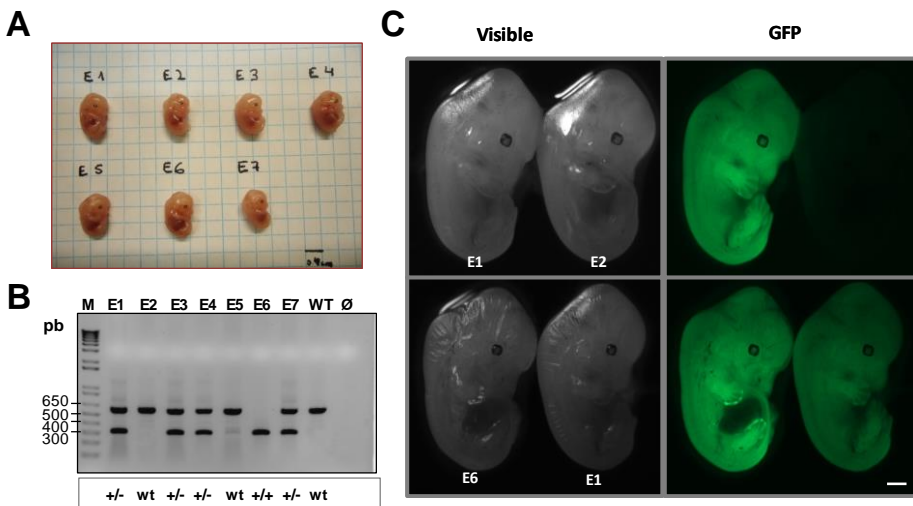 A
E1 E2 E3 E4
E5 E6 E7
B
M E1 E2 E3 E4 E5 E6 E7 WT Ø
pb
650
500
400
300
+/- wt +/- +/- wt +/+ +/- wt
C
Visible GFP
E1 E2
E6 E1